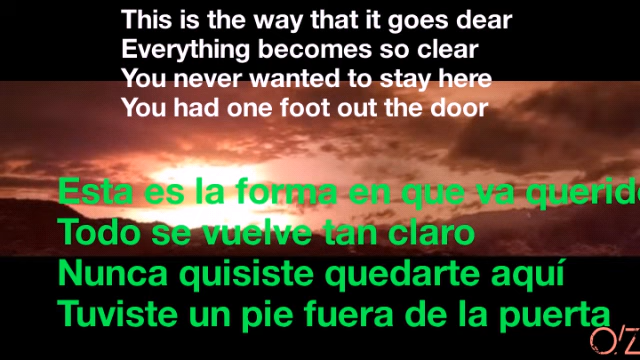 This is the way that it goes dear
Everything becomes so clear
You never wanted to stay here
You had one foot out the door
Esta es la forma en que va querido
Todo se vuelve tan claro
Nunca quisiste quedarte aquí
Tuviste un pie fuera de la puerta
O/Z